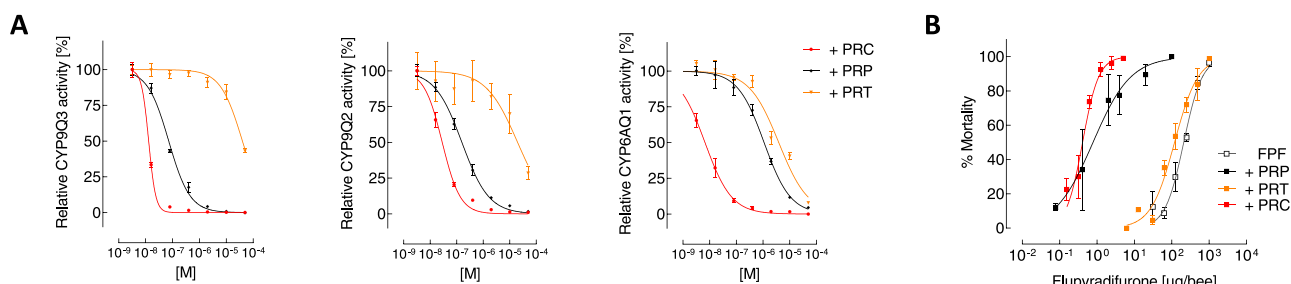 A
Relative CYP9Q3 activity [%]
100
75
50
25
0
10-9 10-8 10-7 10-6 10-5 10-4
[M]
Relative CYP9Q2 activity [%]
100
75
50
25
0
10-9 10-8 10-7 10-6 10-5 10-4
[M]
Relative CYP6AQ1 activity [%]
100
75
50
25
0
10-9 10-8 10-7 10-6 10-5 10-4
[M]
+ PRC
+ PRP
+ PRT
B
% Mortality
100
80
60
40
20
0
10-2 10-1 100 101 102 103 104
Flupyradifurone [µg/bee]
FPF
+ PRP
+ PRT
+ PRC